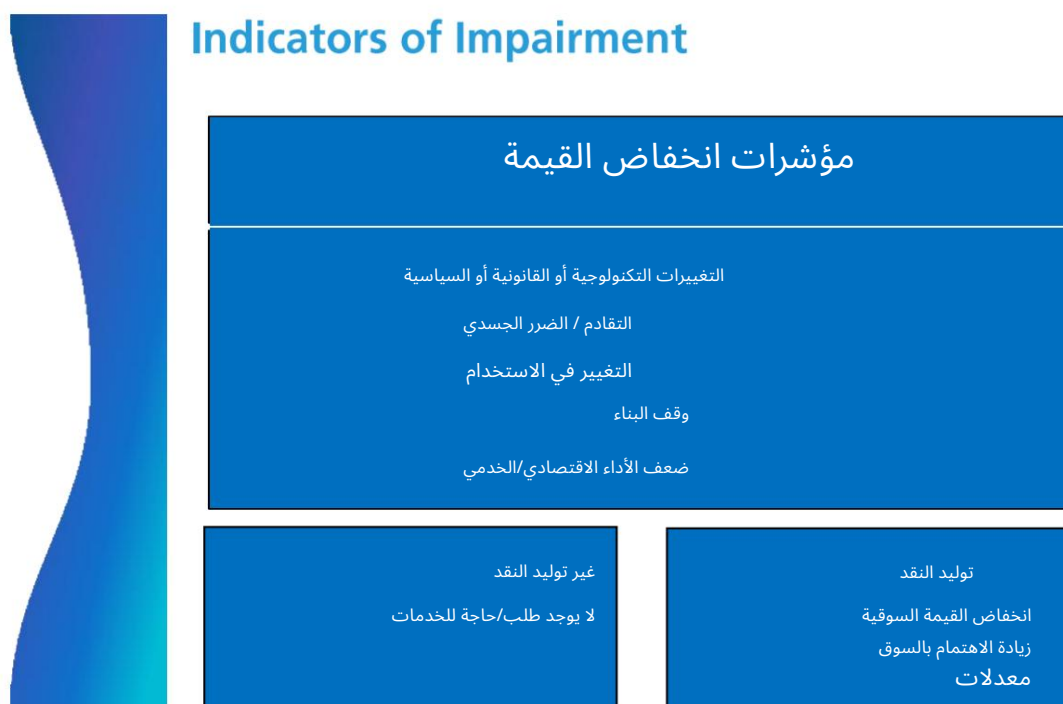 Indicators of Impairment
مؤشرات انخفاض القيمة
التغييرات التكنولوجية أو القانونية أو السياسية
التقادم / الضرر الجسدي
التغيير في الاستخدام
وقف البناء
ضعف الأداء الاقتصادي/الخدمي
غير توليد النقد
لا يوجد طلب/حاجة للخدمات
توليد النقد
انخفاض القيمة السوقية
زيادة الاهتمام بالسوق
معدلات